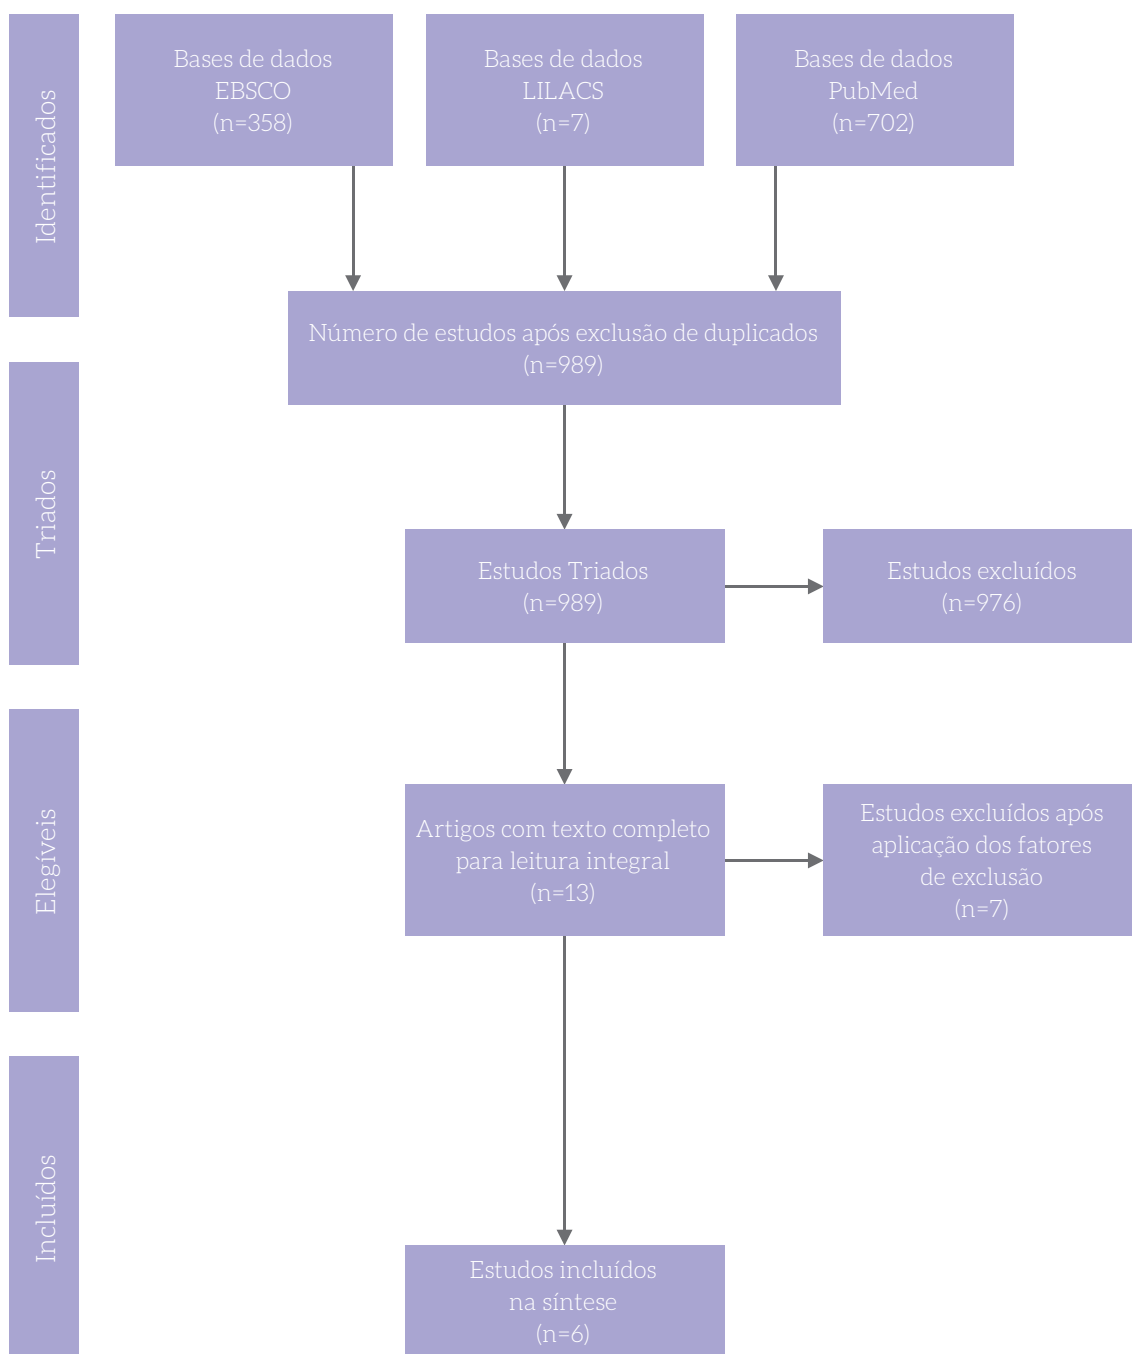 Identificados
Bases de dados
EBSCO
(n=358)
Bases de dados
LILACS
(n=7)
Bases de dados
PubMed
(n=702)
Número de estudos após exclusão de duplicados
(n=989)
Triados
Estudos Triados
(n=989)
Estudos excluídos
(n=976)
Elegíveis
Artigos com texto completo
para leitura integral
(n=13)
Estudos excluídos após
aplicação dos fatores
de exclusão
(n=7)
Incluídos
Estudos incluídos
na síntese
(n=6)